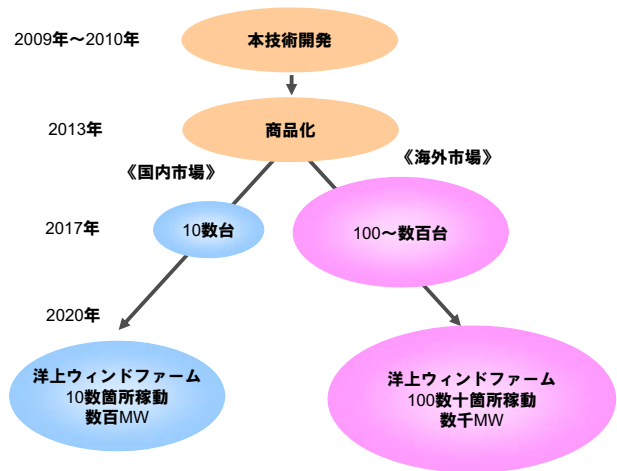 2009年～2010年
本技術開発
2013年
商品化
《国内市場》
《海外市場》
2017年
10数台
100～数百台
2020年
洋上ウィンドファーム
10数箇所稼動
数百MW
洋上ウィンドファーム
100数十箇所稼動
数千MW